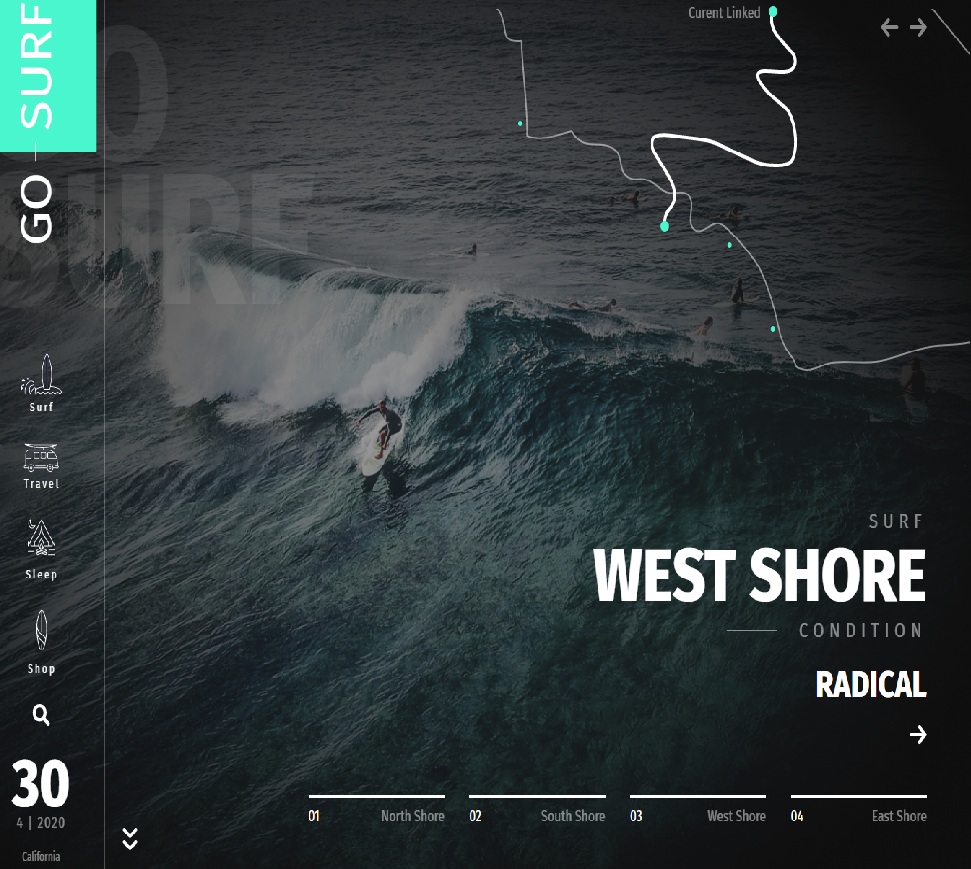 GO — SURF
GO
SURF
Surf
Travel
Sleep
Shop
30
4 | 2020
California
Curent Linked
SURF
WEST SHORE
CONDITION
RADICAL
01 North Shore
02 South Shore
03 West Shore
04 East Shore